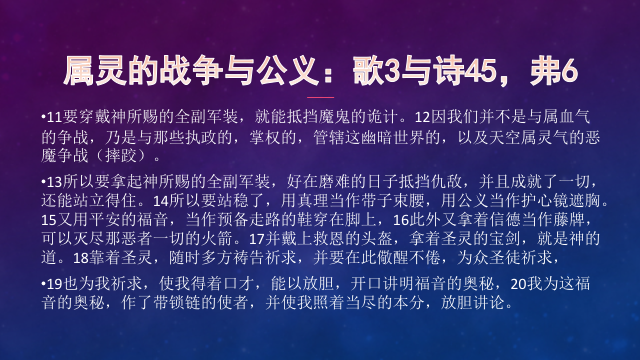 属灵的战争与公义：歌3与诗45，弗6
•11要穿戴神所赐的全副军装，就能抵挡魔鬼的诡计。12因我们并不是与属血气
的争战，乃是与那些执政的，掌权的，管辖这幽暗世界的，以及天空属灵气的恶
魔争战（摔跤）。
•13所以要拿起神所赐的全副军装，好在磨难的日子抵挡仇敌，并且成就了一切，
还能站立得住。14所以要站稳了，用真理当作带子束腰，用公义当作护心镜遮胸。
15又用平安的福音，当作预备走路的鞋穿在脚上，16此外又拿着信德当作藤牌，
可以灭尽那恶者一切的火箭。17并戴上救恩的头盔，拿着圣灵的宝剑，就是神的
道。18靠着圣灵，随时多方祷告祈求，并要在此儆醒不倦，为众圣徒祈求，
•19也为我祈求，使我得着口才，能以放胆，开口讲明福音的奥秘，20我为这福
音的奥秘，作了带锁链的使者，并使我照着当尽的本分，放胆讲论。